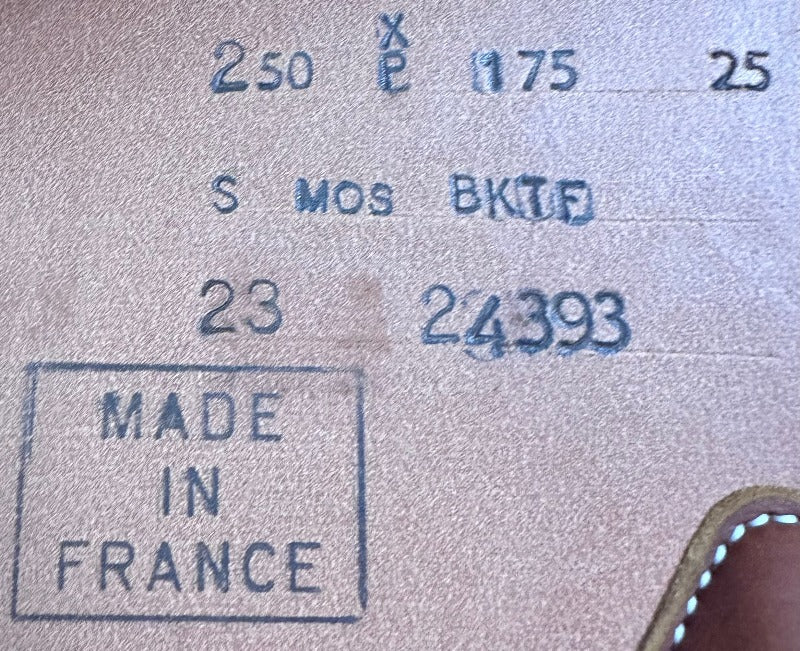 X
250 P 175 25
S MOS BKTF
23 24393
MADE
IN
FRANCE